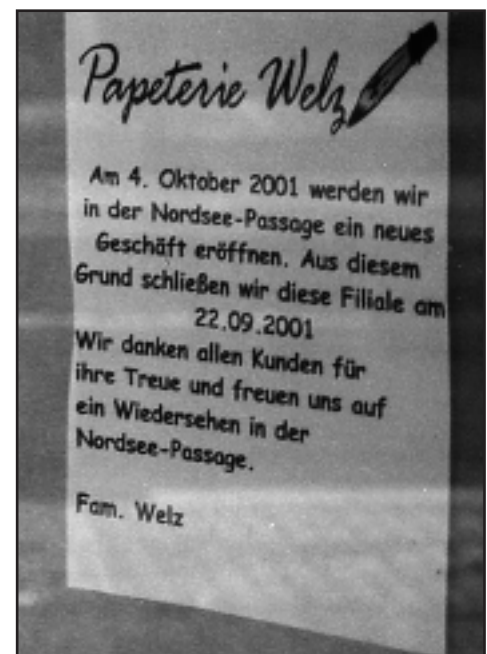 Papeterie Welz
Am 4. Oktober 2001 werden wir
in der Nordsee-Passage ein neues
Geschäft eröffnen. Aus diesem
Grund schließen wir diese Filiale am
22.09.2001
Wir danken allen Kunden für
ihre Treue und freuen uns auf
ein Wiedersehen in der
Nordsee-Passage.
Fam. Welz